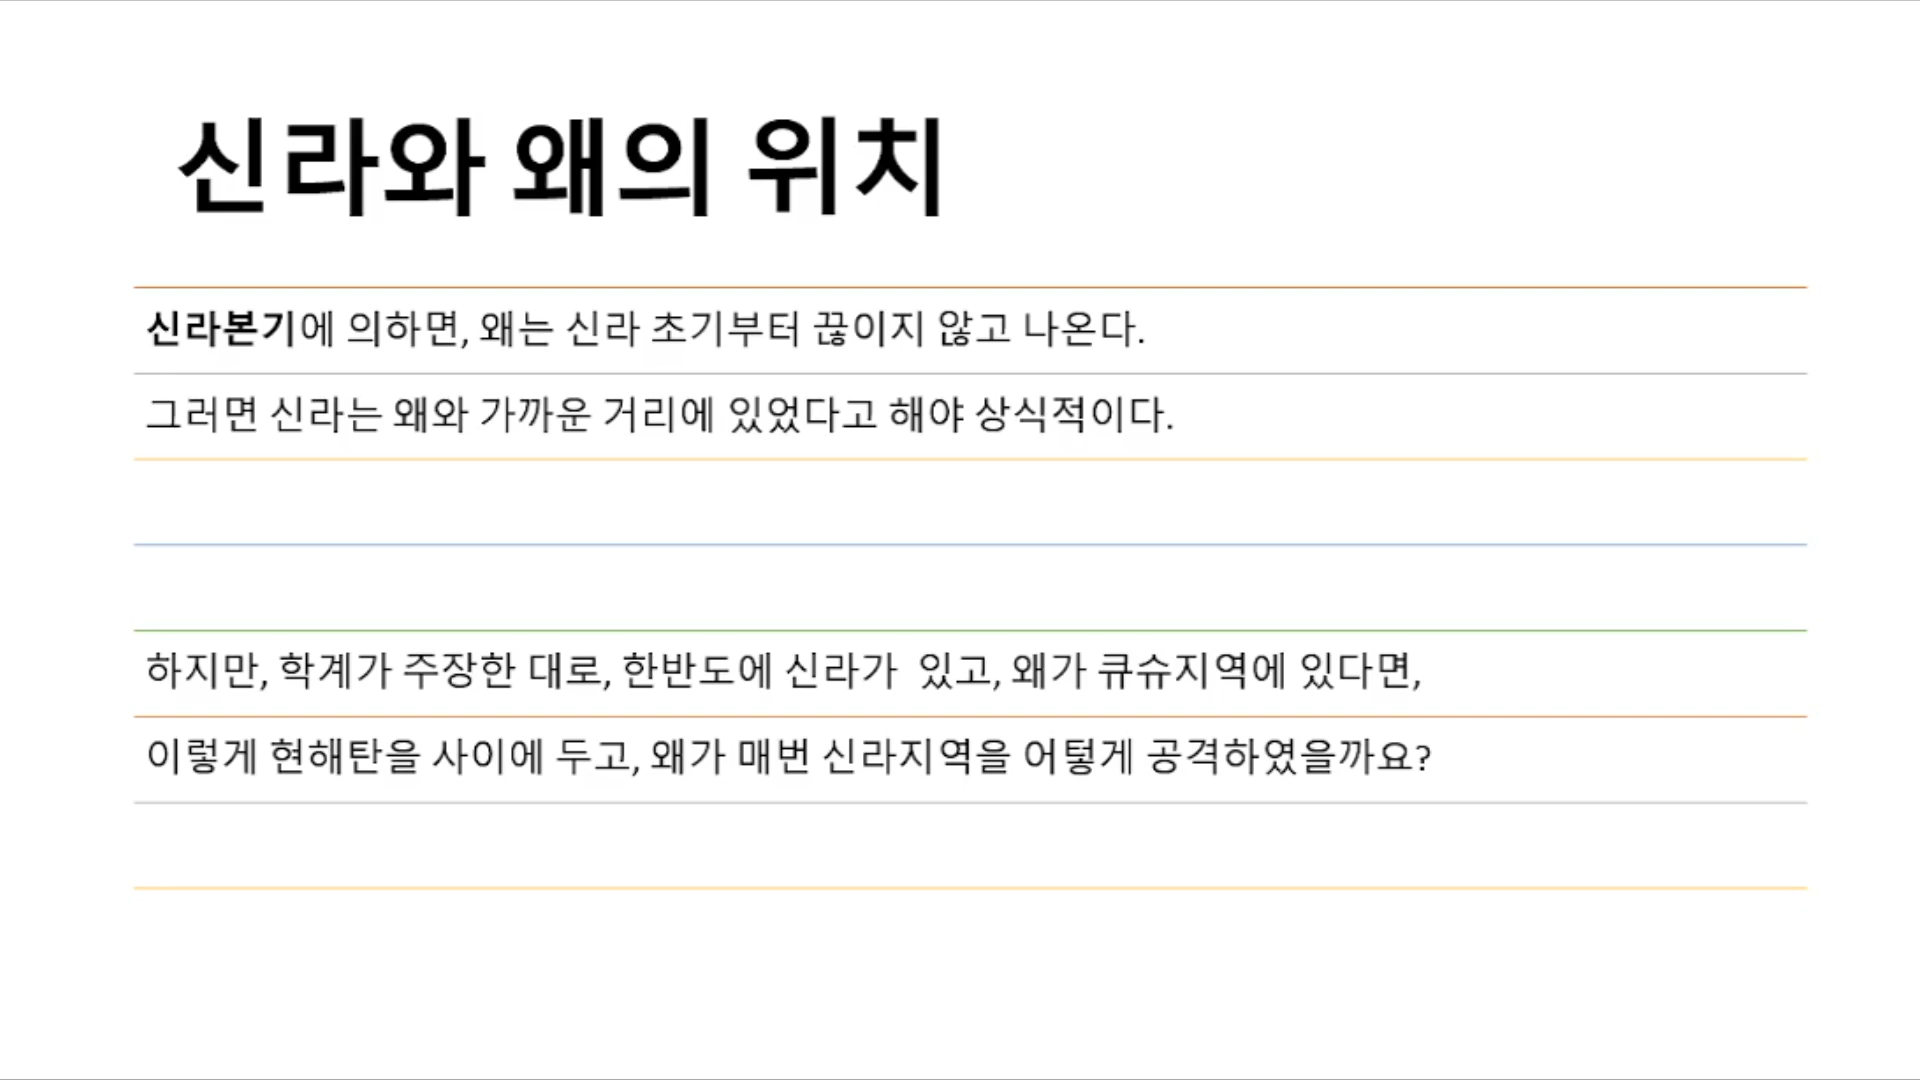 신라와 왜의 위치
신라본기에 의하면, 왜는 신라 초기부터 끊이지 않고 나온다.
그러면 신라는 왜와 가까운 거리에 있었다고 해야 상식적이다.
하지만, 학계가 주장한 대로, 한반도에 신라가 있고, 왜가 큐슈지역에 있다면,
이렇게 현해탄을 사이에 두고, 왜가 매번 신라지역을 어떻게 공격하였을까요?